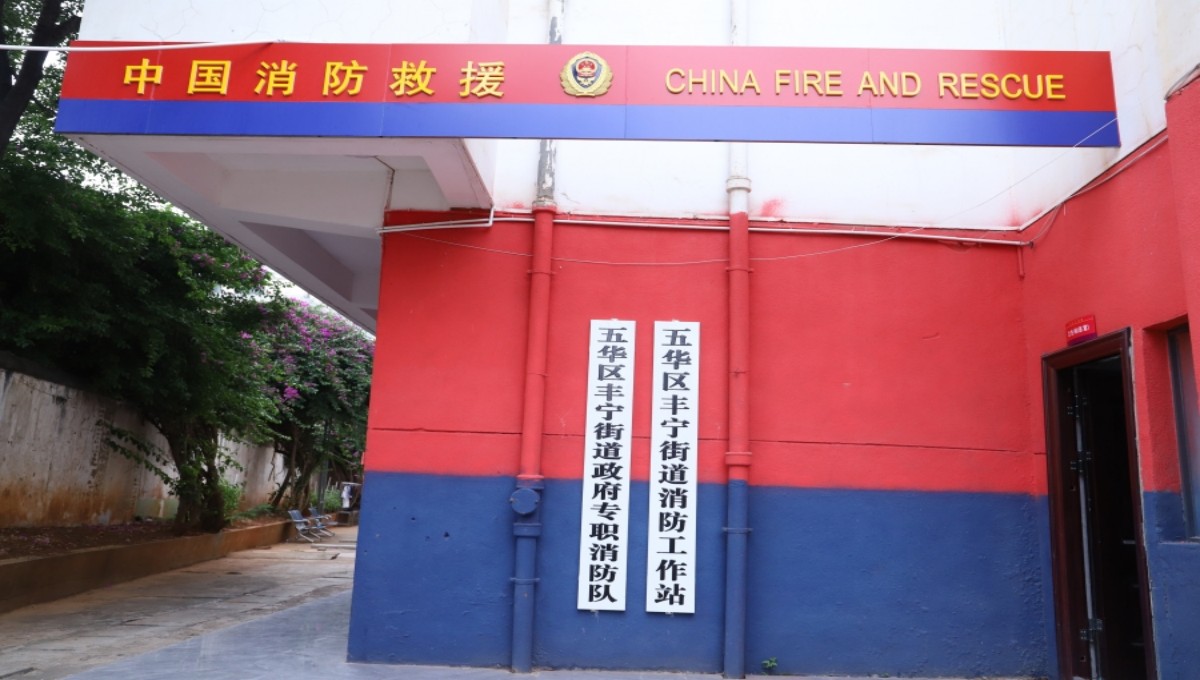 中国消防救援
CHINA FIRE AND RESCUE
五华区丰宁街道政府专职消防队
五华区丰宁街道消防工作站